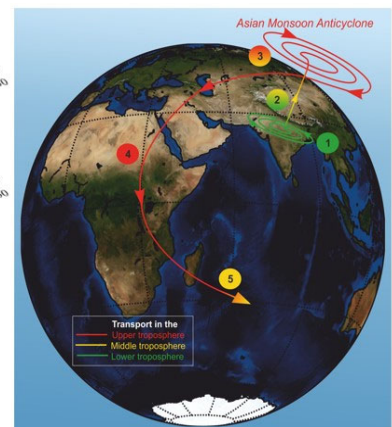 Asian Monsoon Anticyclone
3
2
1
4
5
Transport in the
Upper troposphere
Middle troposphere
Lower troposphere